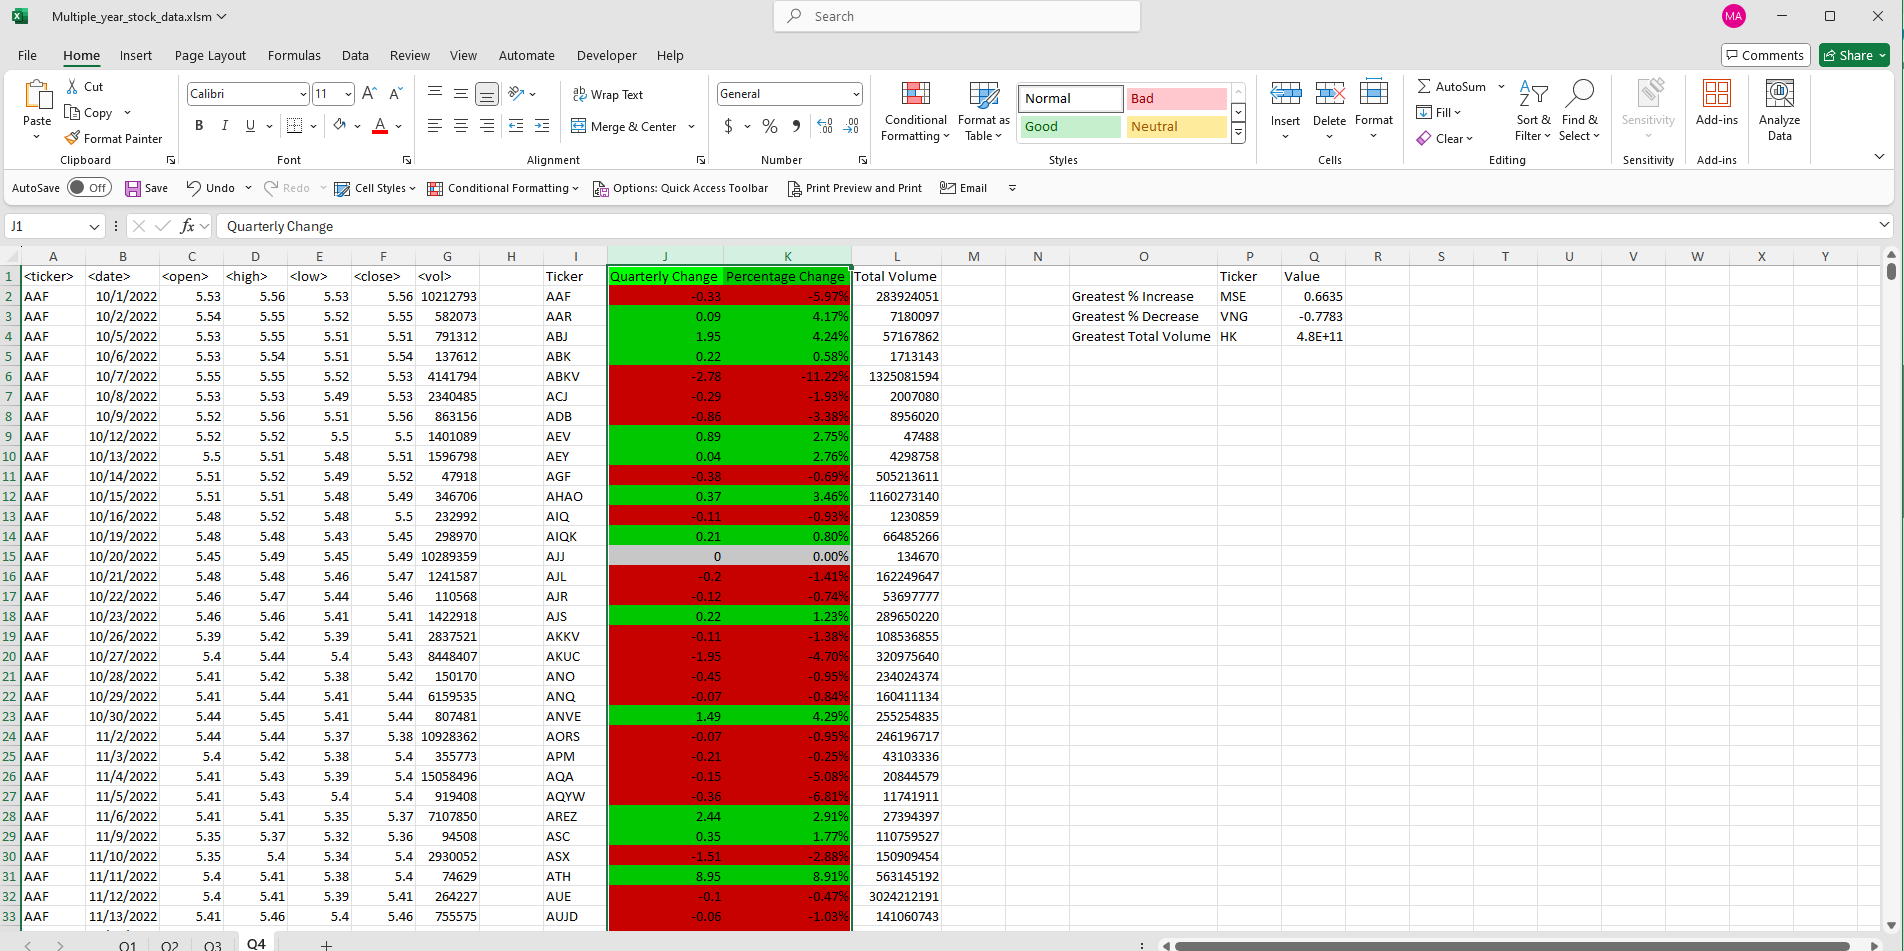 Multiple_year_stock_data.xlsm
Search
MA
File Home Insert Page Layout Formulas Data Review View Automate Developer Help
Comments Share
Paste Cut Copy Format Painter Clipboard
Calibri 11 A A B I U A Font
Wrap Text Merge & Center Alignment
General $ % Number
Conditional Formatting Format as Table Normal Bad Good Neutral Styles
Insert Delete Format Cells
AutoSum Fill Clear Sort & Filter Find & Select Editing
Sensitivity Sensitivity
Add-ins Add-ins
Analyze Data
AutoSave Off Save Undo Redo Cell Styles Conditional Formatting Options: Quick Access Toolbar Print Preview and Print Email
J1 fx Quarterly Change
A B C D E F G H I J K L M N O P Q R S T U V W X Y
1 <ticker> <date> <open> <high> <low> <close> <vol> Ticker Quarterly Change Percentage Change Total Volume Ticker Value
2 AAF 10/1/2022 5.53 5.56 5.53 5.56 10212793 AAF -0.33 -5.97% 283924051 Greatest % Increase MSE 0.6635
3 AAF 10/2/2022 5.54 5.55 5.52 5.55 582073 AAR 0.09 4.17% 7180097 Greatest % Decrease VNG -0.7783
4 AAF 10/5/2022 5.53 5.55 5.51 5.51 791312 ABJ 1.95 4.24% 57167862 Greatest Total Volume HK 4.8E+11
5 AAF 10/6/2022 5.53 5.54 5.51 5.54 137612 ABK 0.22 0.58% 1713143
6 AAF 10/7/2022 5.55 5.55 5.52 5.53 4141794 ABKV -2.78 -11.22% 1325081594
7 AAF 10/8/2022 5.53 5.53 5.49 5.53 2340485 ACJ -0.29 -1.93% 2007080
8 AAF 10/9/2022 5.52 5.56 5.51 5.56 863156 ADB -0.86 -3.38% 8956020
9 AAF 10/12/2022 5.52 5.52 5.5 5.5 1401089 AEV 0.89 2.75% 47488
10 AAF 10/13/2022 5.5 5.51 5.48 5.51 1596798 AEY 0.04 2.76% 4298758
11 AAF 10/14/2022 5.51 5.52 5.49 5.52 47918 AGF -0.38 -0.69% 505213611
12 AAF 10/15/2022 5.51 5.51 5.48 5.49 346706 AHAO 0.37 3.46% 1160273140
13 AAF 10/16/2022 5.48 5.52 5.48 5.5 232992 AIQ -0.11 -0.93% 1230859
14 AAF 10/19/2022 5.48 5.48 5.43 5.45 298970 AIQK 0.21 0.80% 66485266
15 AAF 10/20/2022 5.45 5.49 5.45 5.49 10289359 AJJ 0 0.00% 134670
16 AAF 10/21/2022 5.48 5.48 5.46 5.47 1241587 AJL -0.2 -1.41% 162249647
17 AAF 10/22/2022 5.46 5.47 5.44 5.46 110568 AJR -0.12 -0.74% 53697777
18 AAF 10/23/2022 5.46 5.46 5.41 5.41 1422918 AJS 0.22 1.23% 289650220
19 AAF 10/26/2022 5.39 5.42 5.39 5.41 2837521 AKKV -0.11 -1.38% 108536855
20 AAF 10/27/2022 5.4 5.44 5.4 5.43 8448407 AKUC -1.95 -4.70% 320975640
21 AAF 10/28/2022 5.41 5.42 5.38 5.42 150170 ANO -0.45 -0.95% 234024374
22 AAF 10/29/2022 5.41 5.44 5.41 5.44 6159535 ANQ -0.07 -0.84% 160411134
23 AAF 10/30/2022 5.44 5.45 5.41 5.44 807481 ANVE 1.49 4.29% 255254835
24 AAF 11/2/2022 5.44 5.44 5.37 5.38 10928362 AORS -0.07 -0.95% 246196717
25 AAF 11/3/2022 5.4 5.42 5.38 5.4 355773 APM -0.21 -0.25% 43103336
26 AAF 11/4/2022 5.41 5.43 5.39 5.4 15058496 AQA -0.15 -5.08% 20844579
27 AAF 11/5/2022 5.41 5.43 5.4 5.4 919408 AQYW -0.36 -6.81% 11741911
28 AAF 11/6/2022 5.41 5.41 5.35 5.37 7107850 AREZ 2.44 2.91% 27394397
29 AAF 11/9/2022 5.35 5.37 5.32 5.36 94508 ASC 0.35 1.77% 110759527
30 AAF 11/10/2022 5.35 5.4 5.34 5.4 2930052 ASX -1.51 -2.88% 150909454
31 AAF 11/11/2022 5.4 5.41 5.38 5.4 74629 ATH 8.95 8.91% 563145192
32 AAF 11/12/2022 5.4 5.41 5.39 5.41 264227 AUE -0.1 -0.47% 3024212191
33 AAF 11/13/2022 5.41 5.46 5.4 5.46 755575 AUJD -0.06 -1.03% 141060743
Q1 Q2 Q3 Q4